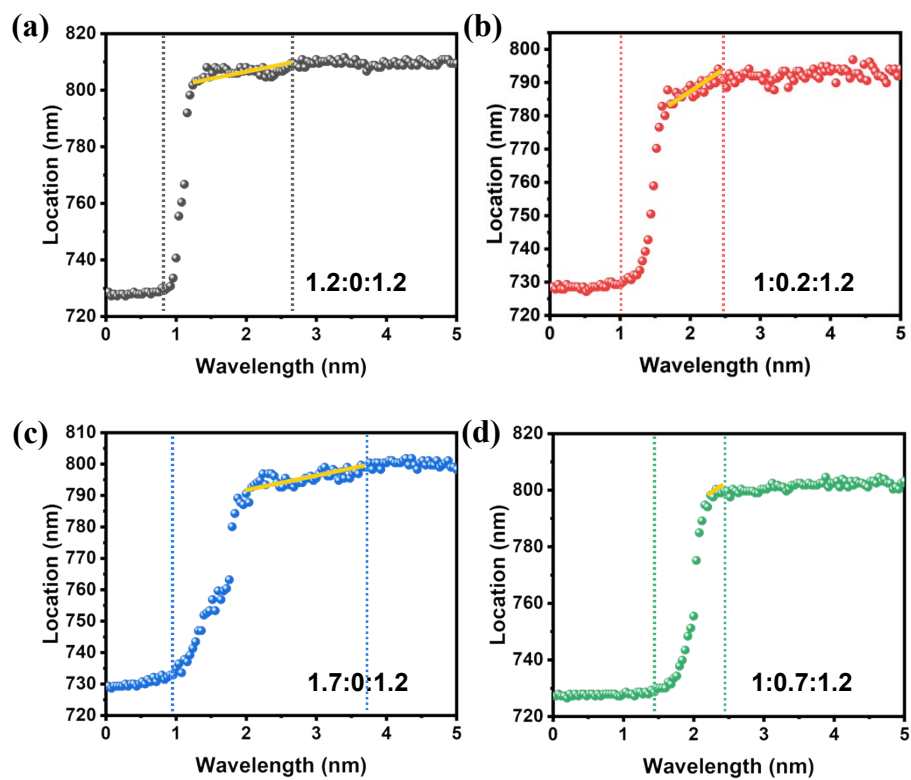 (a)
Location (nm)
820
800
780
760
740
720
1.2:0:1.2
0 1 2 3 4 5
Wavelength (nm)
(b)
Location (nm)
800
790
780
770
760
750
740
730
720
1:0.2:1.2
0 1 2 3 4 5
Wavelength (nm)
(c)
Location (nm)
810
800
790
780
770
760
750
740
730
720
1.7:0:1.2
0 1 2 3 4 5
Wavelength (nm)
(d)
Location (nm)
820
800
780
760
740
720
1:0.7:1.2
0 1 2 3 4 5
Wavelength (nm)